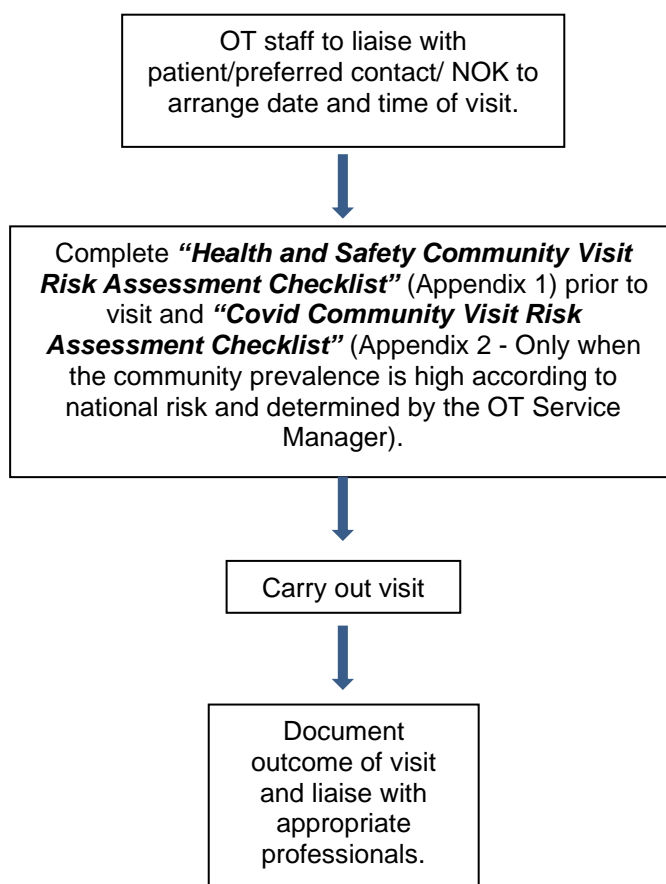 OT staff to liaise with
patient/preferred contact/ NOK to
arrange date and time of visit.
Complete “Health and Safety Community Visit
Risk Assessment Checklist” (Appendix 1) prior to
visit and “Covid Community Visit Risk
Assessment Checklist” (Appendix 2 - Only when
the community prevalence is high according to
national risk and determined by the OT Service
Manager).
Carry out visit
Document
outcome of visit
and liaise with
appropriate
professionals.